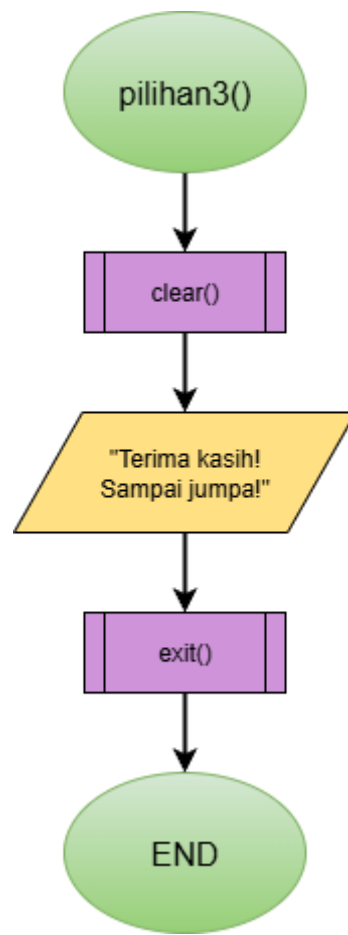 pilihan3()
clear()
"Terima kasih!
Sampai jumpa!"
exit()
END